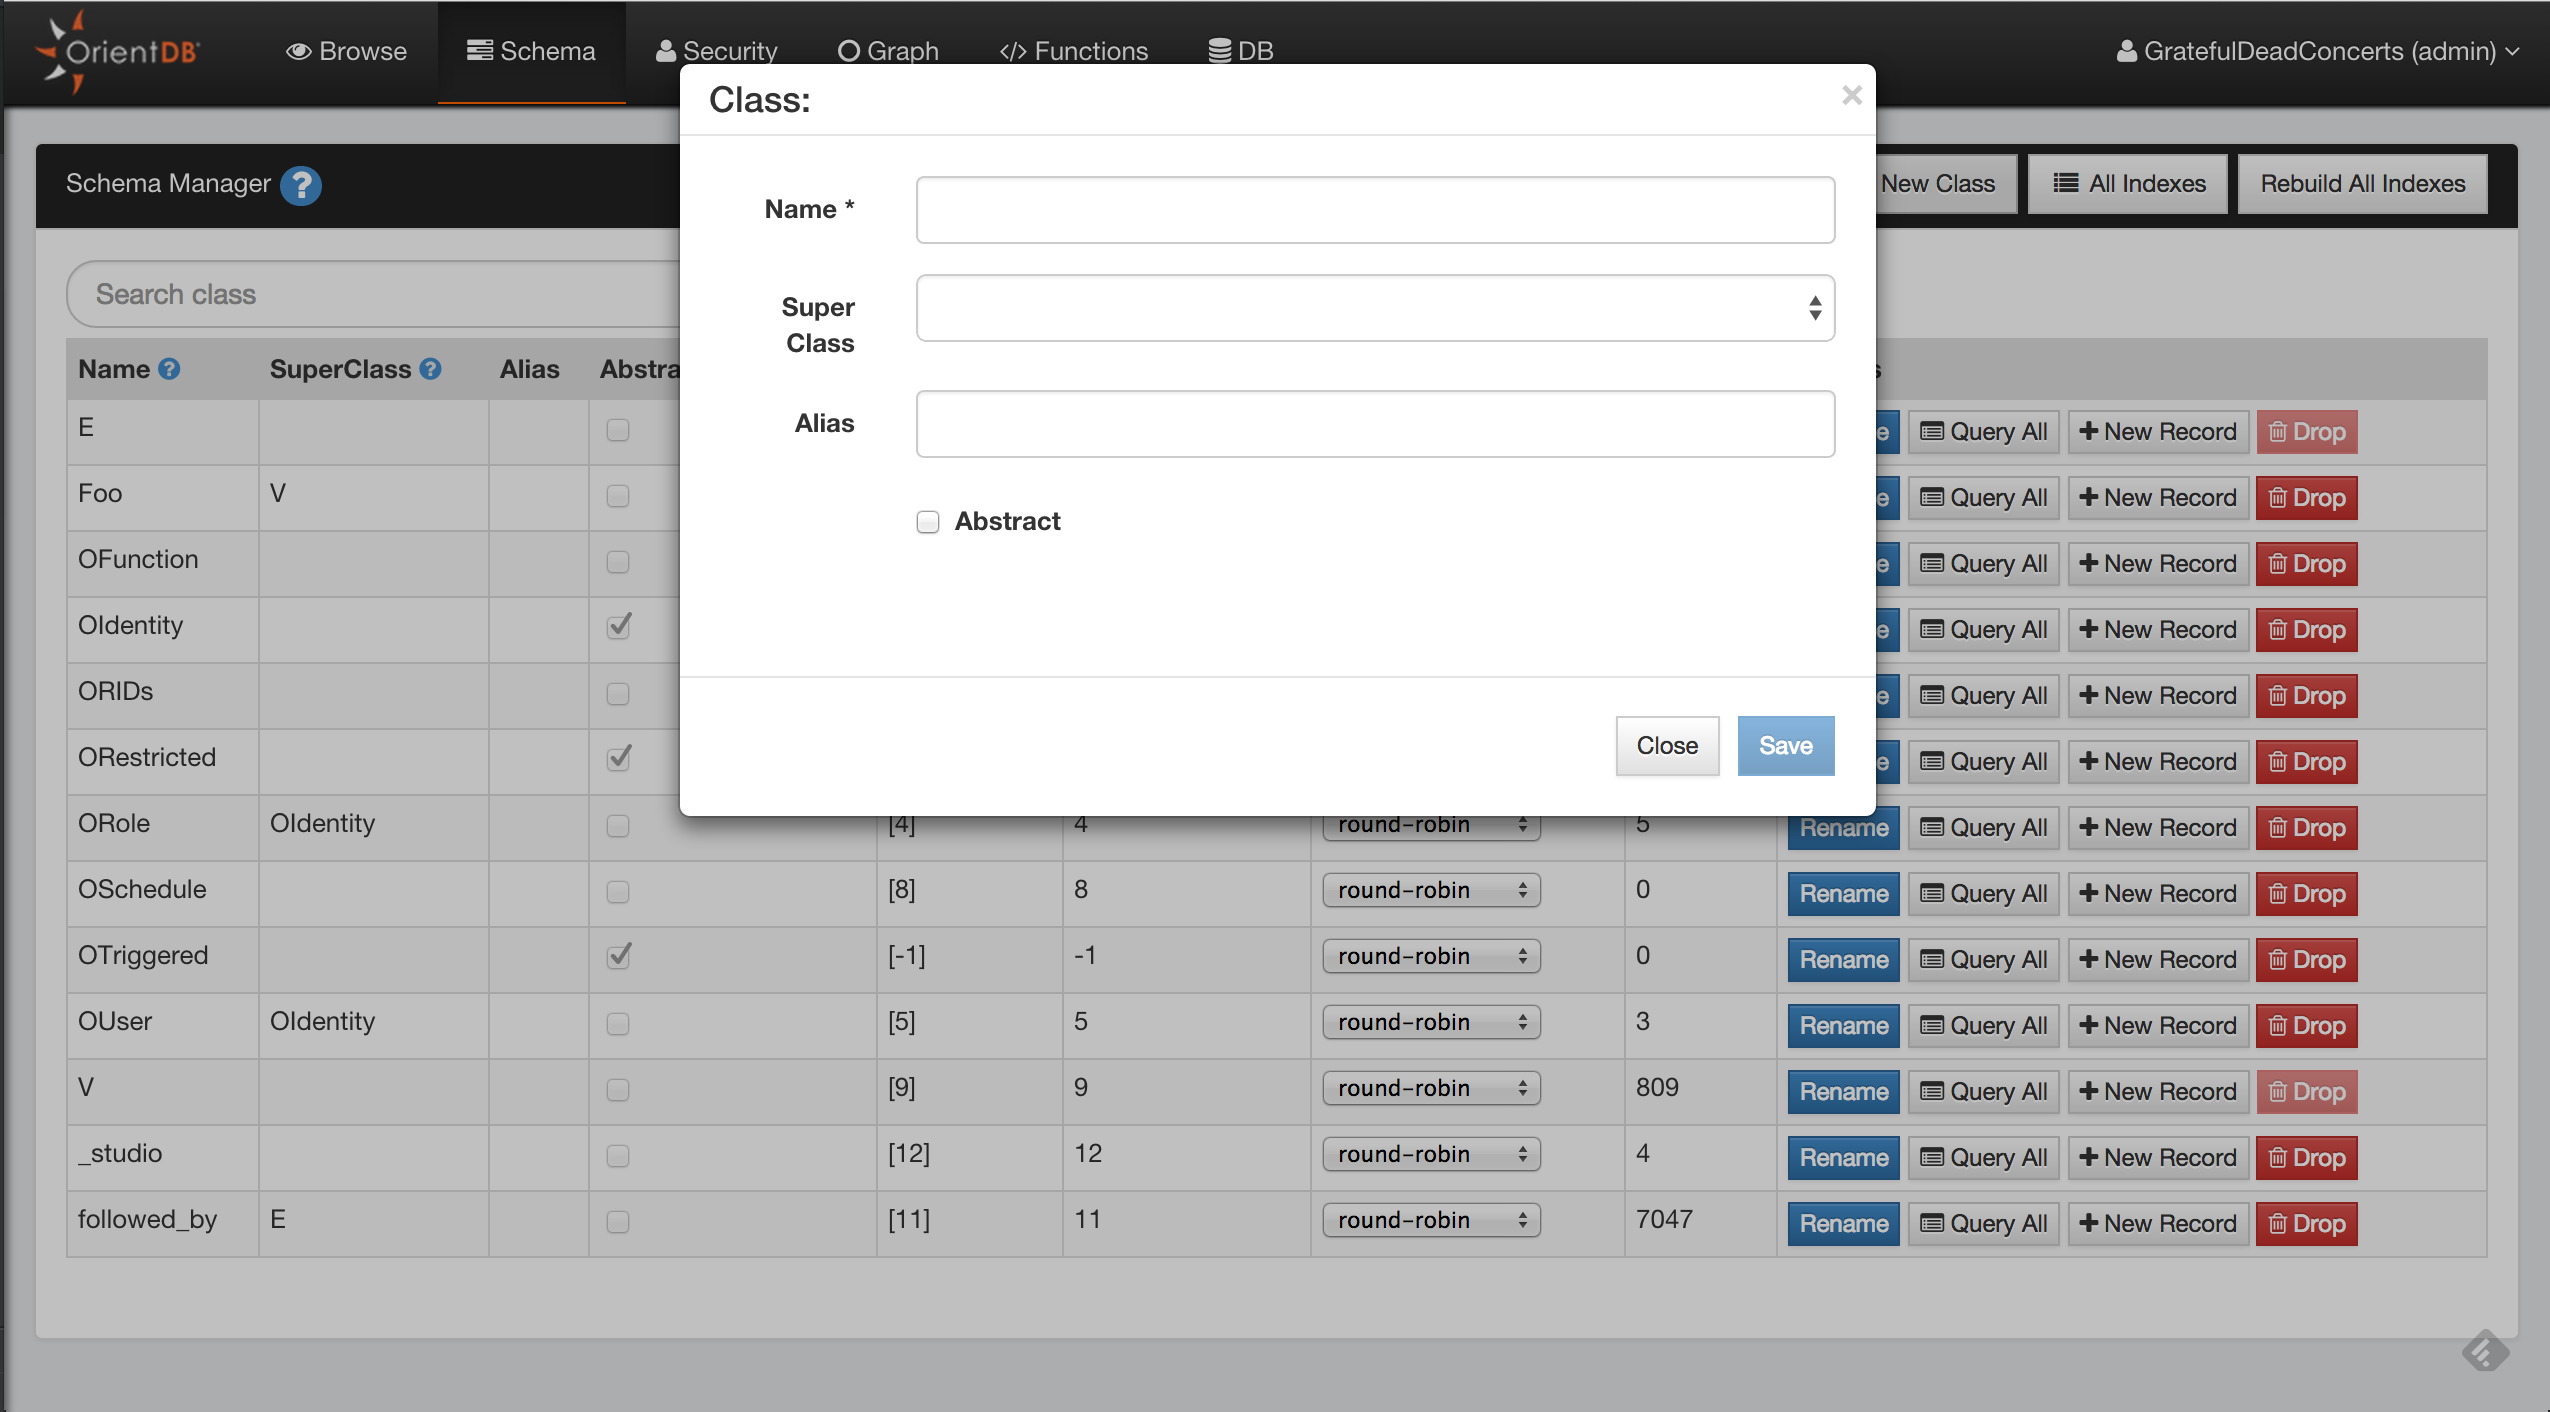 OrientDB Browse Schema Security Graph Functions DB GratefulDeadConcerts (admin)
Class: ×
Schema Manager ? New Class All Indexes Rebuild All Indexes
Name *
Search class
Super
Class
Name ? SuperClass ? Alias Abstra s
Alias
E e Query All New Record Drop
Foo V e Query All New Record Drop
Abstract
OFunction e Query All New Record Drop
OIdentity e Query All New Record Drop
ORIDs e Query All New Record Drop
ORestricted e Query All New Record Drop
Close Save
ORole OIdentity [4] 4 round-robin 5 Rename Query All New Record Drop
OSchedule [8] 8 round-robin 0 Rename Query All New Record Drop
OTriggered [-1] -1 round-robin 0 Rename Query All New Record Drop
OUser OIdentity [5] 5 round-robin 3 Rename Query All New Record Drop
V [9] 9 round-robin 809 Rename Query All New Record Drop
_studio [12] 12 round-robin 4 Rename Query All New Record Drop
followed_by E [11] 11 round-robin 7047 Rename Query All New Record Drop